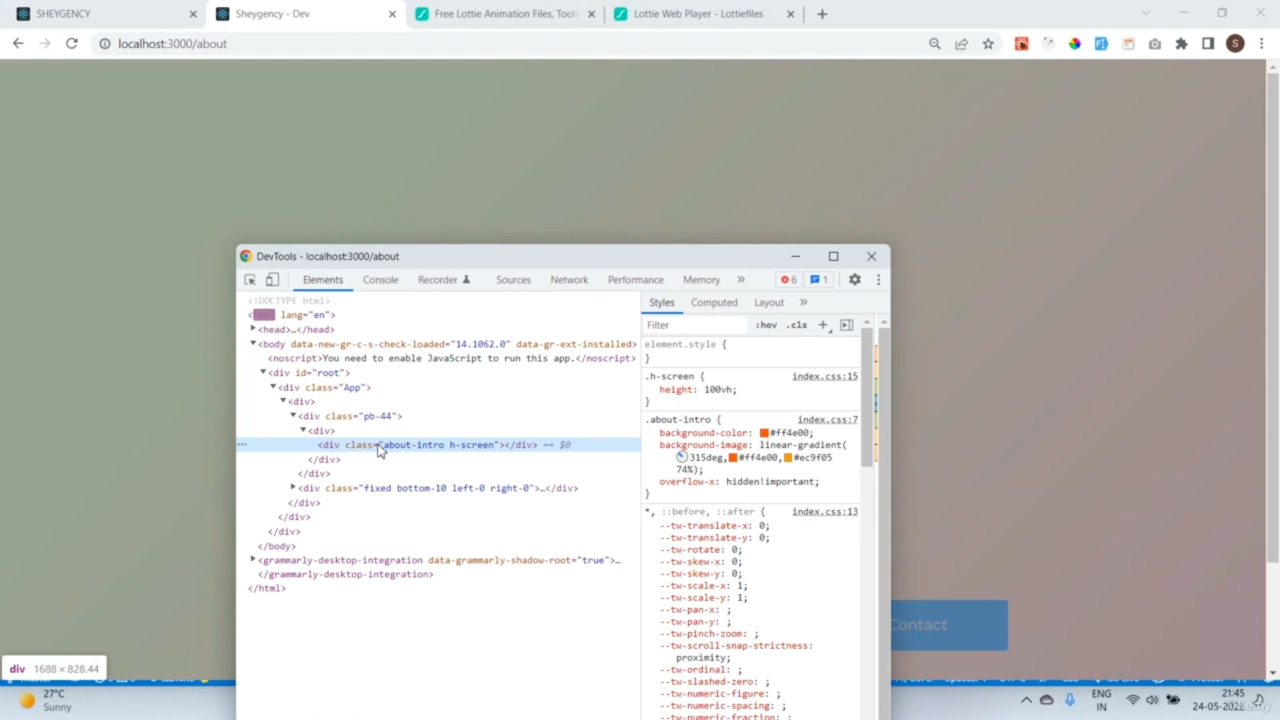 SHEYGENCY
Sheygency - Dev
Free Lottie Animation Files, Tools
Lottie Web Player - Lottiefiles
localhost:3000/about
S
DevTools - localhost:3000/about
Elements
Console
Recorder
Sources
Network
Performance
Memory
»
6
1
<!DOCTYPE html>
<html lang="en">
<head>…</head>
<body data-new-gr-c-s-check-loaded="14.1062.0" data-gr-ext-installed>
<noscript>You need to enable JavaScript to run this app.</noscript>
<div id="root">
<div class="App">
<div>
<div class="pb-44">
<div>
<div class="about-intro h-screen"></div> == $0
</div>
</div>
<div class="fixed bottom-10 left-0 right-0">…</div>
</div>
</div>
</div>
</body>
<grammarly-desktop-integration data-grammarly-shadow-root="true">…
</grammarly-desktop-integration>
</html>
Styles
Computed
Layout
»
Filter
:hov
.cls
element.style {
}
.h-screen {
index.css:15
height: 100vh;
}
.about-intro {
index.css:7
background-color: #ff4e00;
background-image: linear-gradient(
315deg, #ff4e00, #ec9f05
74%);
overflow-x: hidden!important;
}
*, ::before, ::after {
index.css:13
--tw-translate-x: 0;
--tw-translate-y: 0;
--tw-rotate: 0;
--tw-skew-x: 0;
--tw-skew-y: 0;
--tw-scale-x: 1;
--tw-scale-y: 1;
--tw-pan-x: ;
--tw-pan-y: ;
--tw-pinch-zoom: ;
--tw-scroll-snap-strictness:
proximity;
--tw-ordinal: ;
--tw-slashed-zero: ;
--tw-numeric-figure: ;
--tw-numeric-spacing: ;
--tw-numeric-fraction: ;
Contact
div 1688 × 828.44
27°C
Sunny
ENG
IN
21:45
24-05-2022